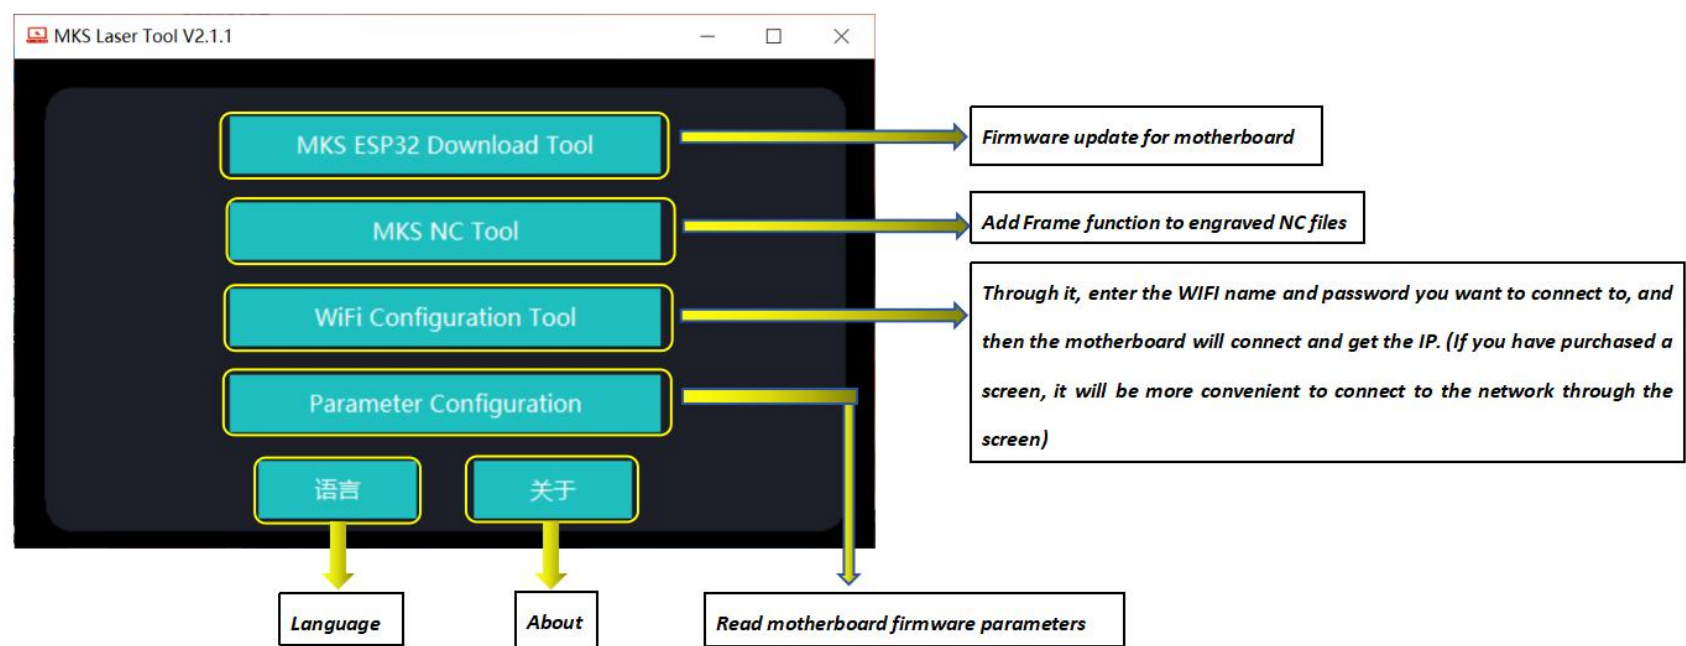 MKS Laser Tool V2.1.1
MKS ESP32 Download Tool
Firmware update for motherboard
MKS NC Tool
Add Frame function to engraved NC files
WiFi Configuration Tool
Through it, enter the WIFI name and password you want to connect to, and
then the motherboard will connect and get the IP. (If you have purchased a
screen, it will be more convenient to connect to the network through the
screen)
Parameter Configuration
语言
关于
Language
About
Read motherboard firmware parameters